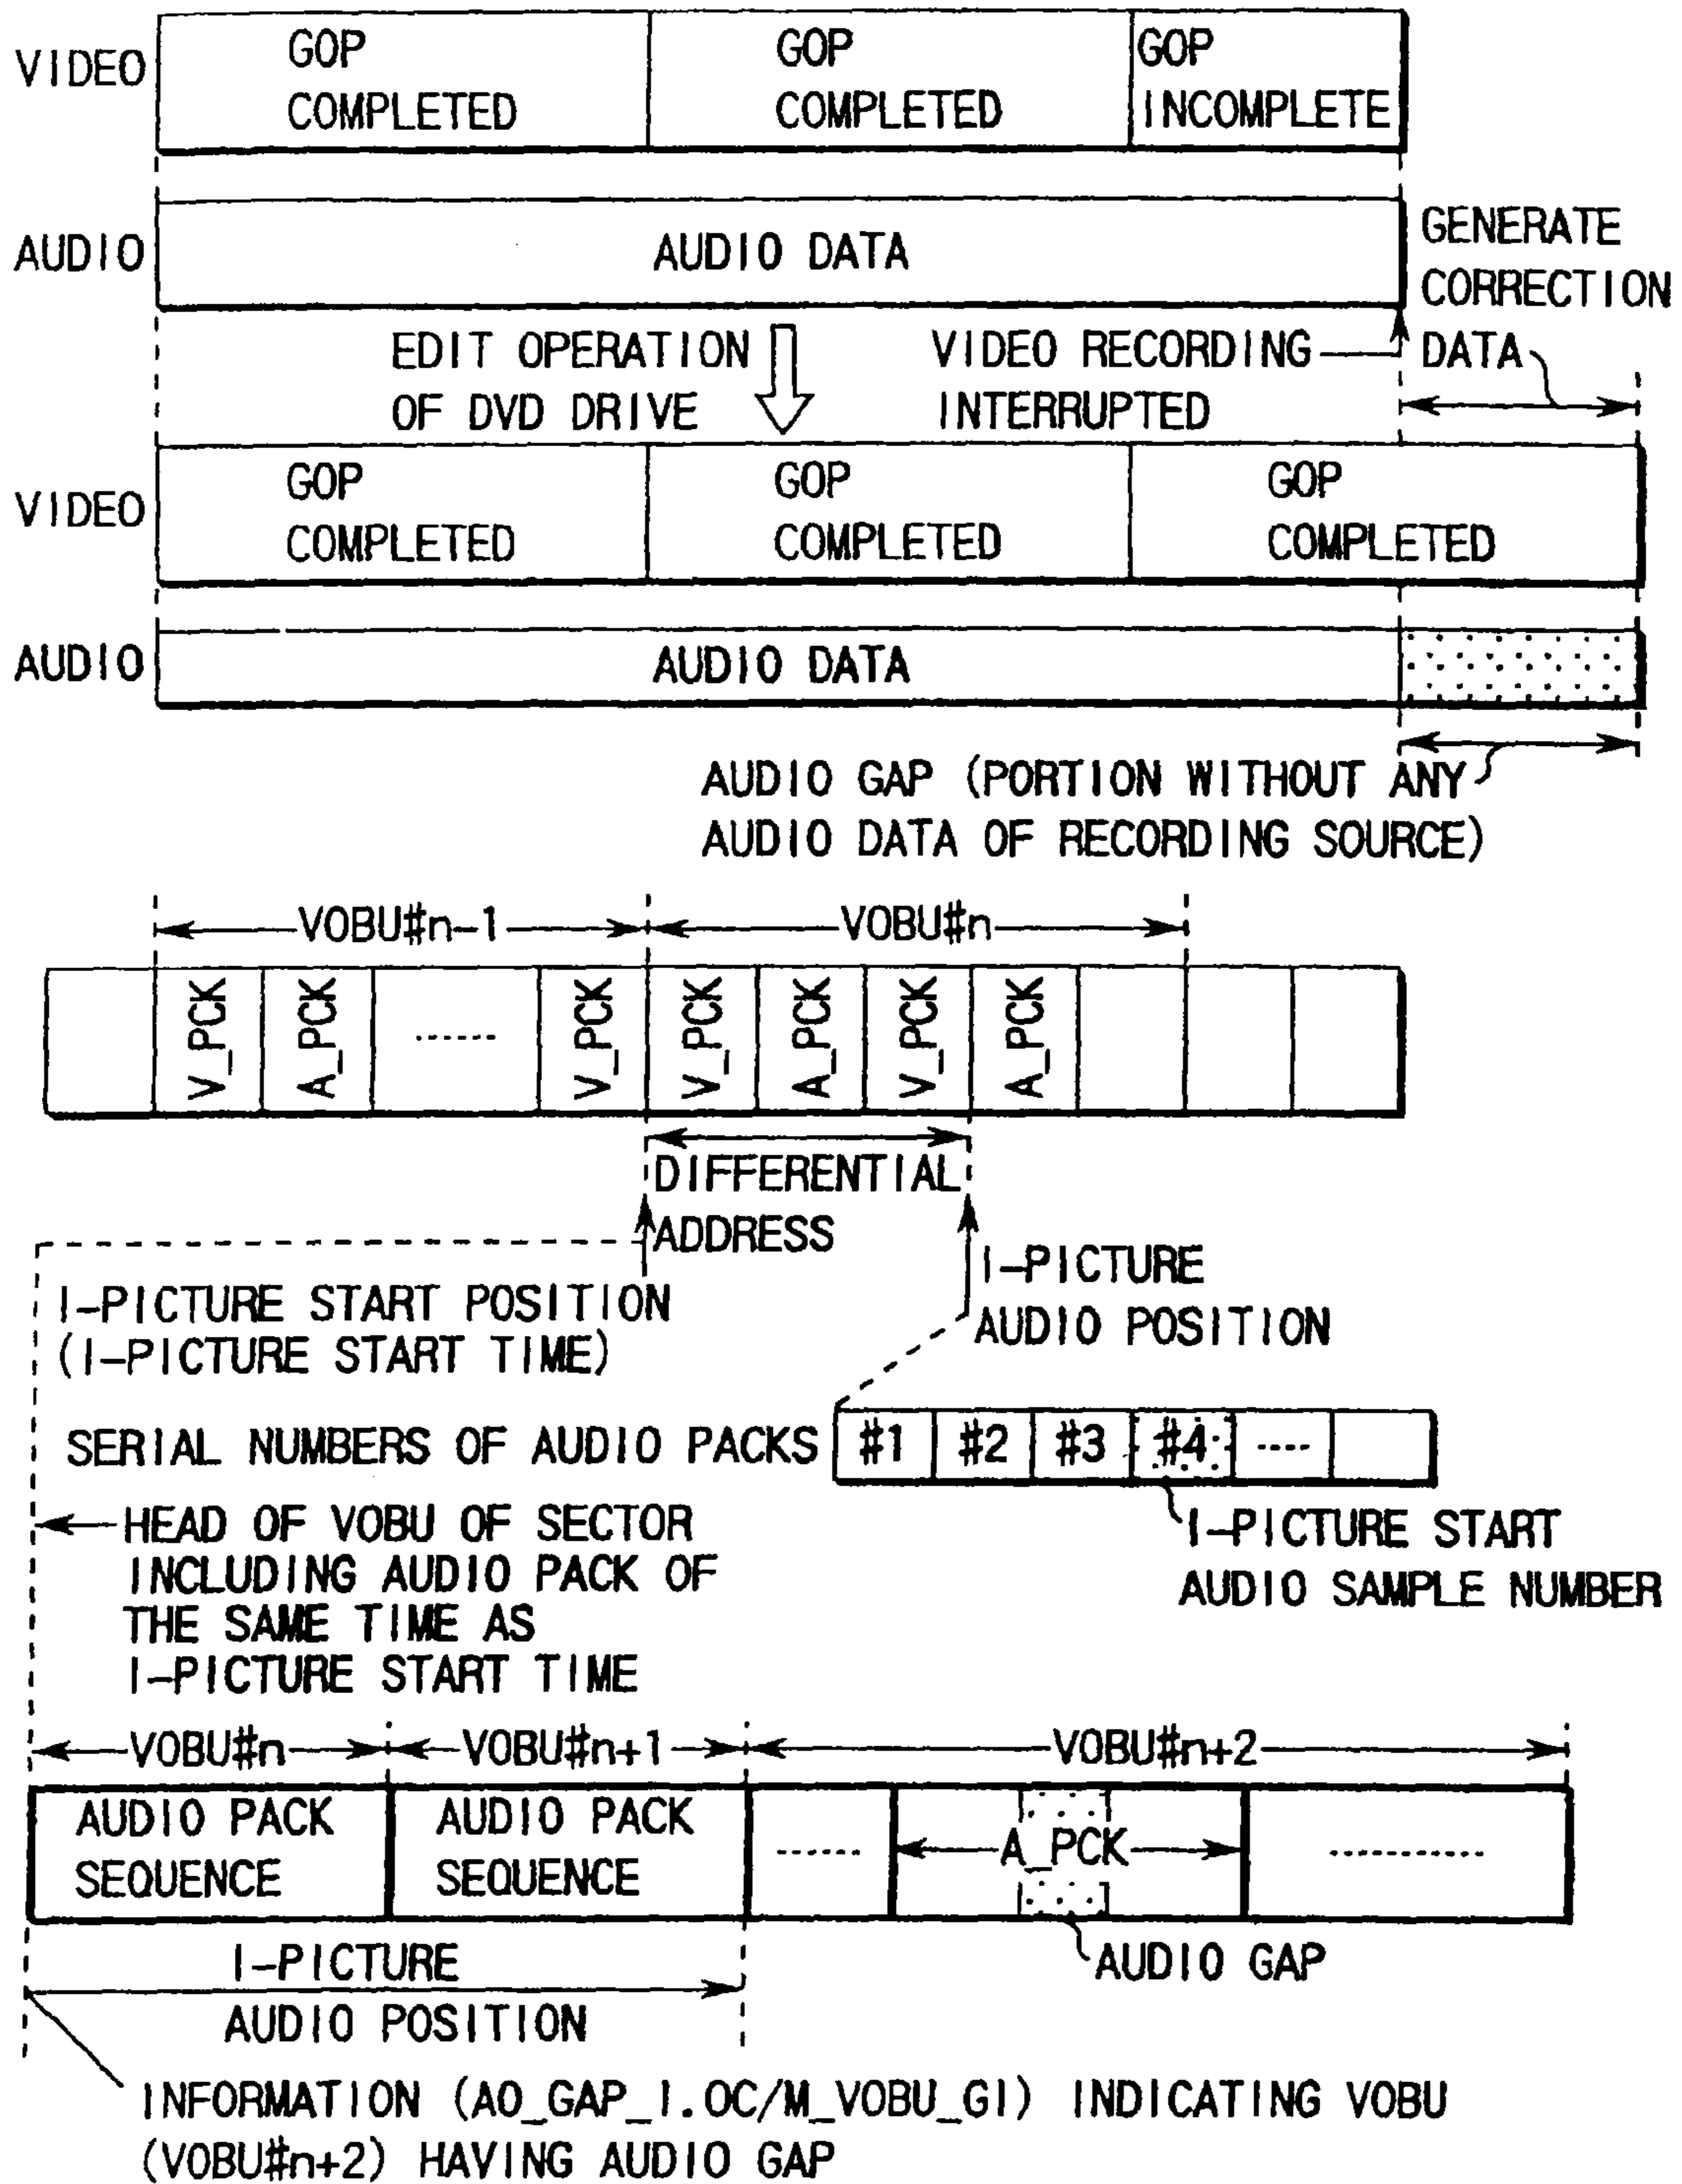 GOP
COMPLETED
GOP
COMPLETED
GOP
INCOMPLETE
VIDEO
AUDIO
AUDIO DATA
GENERATE
CORRECTION
DATA
EDIT OPERATION
OF DVD DRIVE
VIDEO RECORDING
INTERRUPTED
VIDEO
GOP
COMPLETED
GOP
COMPLETED
GOP
COMPLETED
AUDIO
AUDIO DATA
AUDIO GAP (PORTION WITHOUT ANY
AUDIO DATA OF RECORDING SOURCE)
VOBU#n-1
VOBU#n
V_PCK
A_PCK
......
V_PCK
V_PCK
A_PCK
V_PCK
A_PCK
DIFFERENTIAL
ADDRESS
I-PICTURE START POSITION
(I-PICTURE START TIME)
I-PICTURE
AUDIO POSITION
SERIAL NUMBERS OF AUDIO PACKS
#1 #2 #3 #4 ----
I-PICTURE START
AUDIO SAMPLE NUMBER
HEAD OF VOBU OF SECTOR
INCLUDING AUDIO PACK OF
THE SAME TIME AS
I-PICTURE START TIME
VOBU#n
VOBU#n+1
VOBU#n+2
AUDIO PACK
SEQUENCE
AUDIO PACK
SEQUENCE
......
A_PCK
...........
AUDIO GAP
I-PICTURE
AUDIO POSITION
INFORMATION (A0_GAP_I.OC/M_VOBU_GI) INDICATING VOBU
(VOBU#n+2) HAVING AUDIO GAP